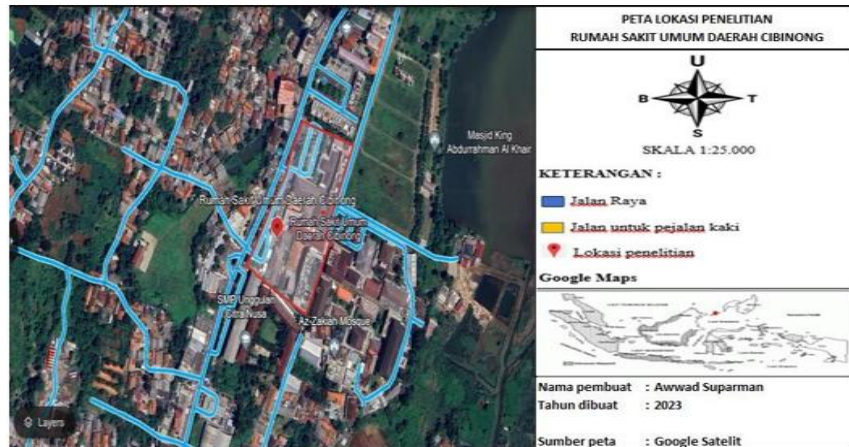 PETA LOKASI PENELITIAN
RUMAH SAKIT UMUM DAERAH CIBINONG
U
B
T
S
SKALA 1:25.000
KETERANGAN :
Jalan Raya
Jalan untuk pejalan kaki
Lokasi penelitian
Google Maps
Nama pembuat : Awwad Suparman
Tahun dibuat : 2023
Sumber peta : Google Satelit
Masjid King
Abdurrahman Al Khair
Rumah Sakit Umum Daerah Cibinong
Rumah Sakit Umum
Daerah Cibinong
SMP Unggulan
Citra Nusa
Az-Zakiah Mosque
Layers